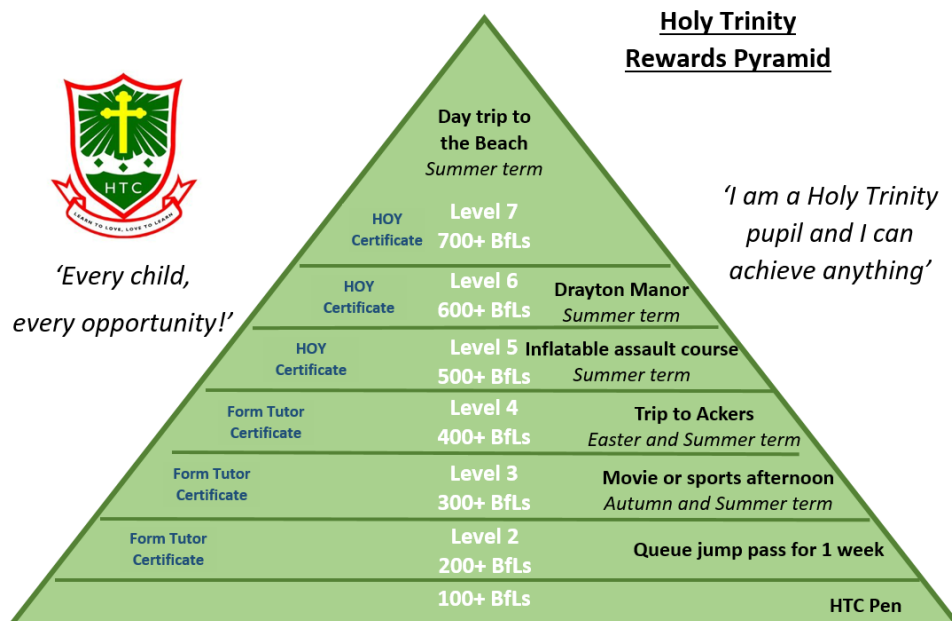 Holy Trinity
Rewards Pyramid
HTC
LEARN TO LOVE, LOVE TO LEARN
'Every child,
every opportunity!'
'I am a Holy Trinity
pupil and I can
achieve anything'
Day trip to
the Beach
Summer term
HOY
Certificate
Level 7
700+ BfLs
HOY
Certificate
Level 6
600+ BfLs
Drayton Manor
Summer term
HOY
Certificate
Level 5
500+ BfLs
Inflatable assault course
Summer term
Form Tutor
Certificate
Level 4
400+ BfLs
Trip to Ackers
Easter and Summer term
Form Tutor
Certificate
Level 3
300+ BfLs
Movie or sports afternoon
Autumn and Summer term
Form Tutor
Certificate
Level 2
200+ BfLs
Queue jump pass for 1 week
100+ BfLs
HTC Pen